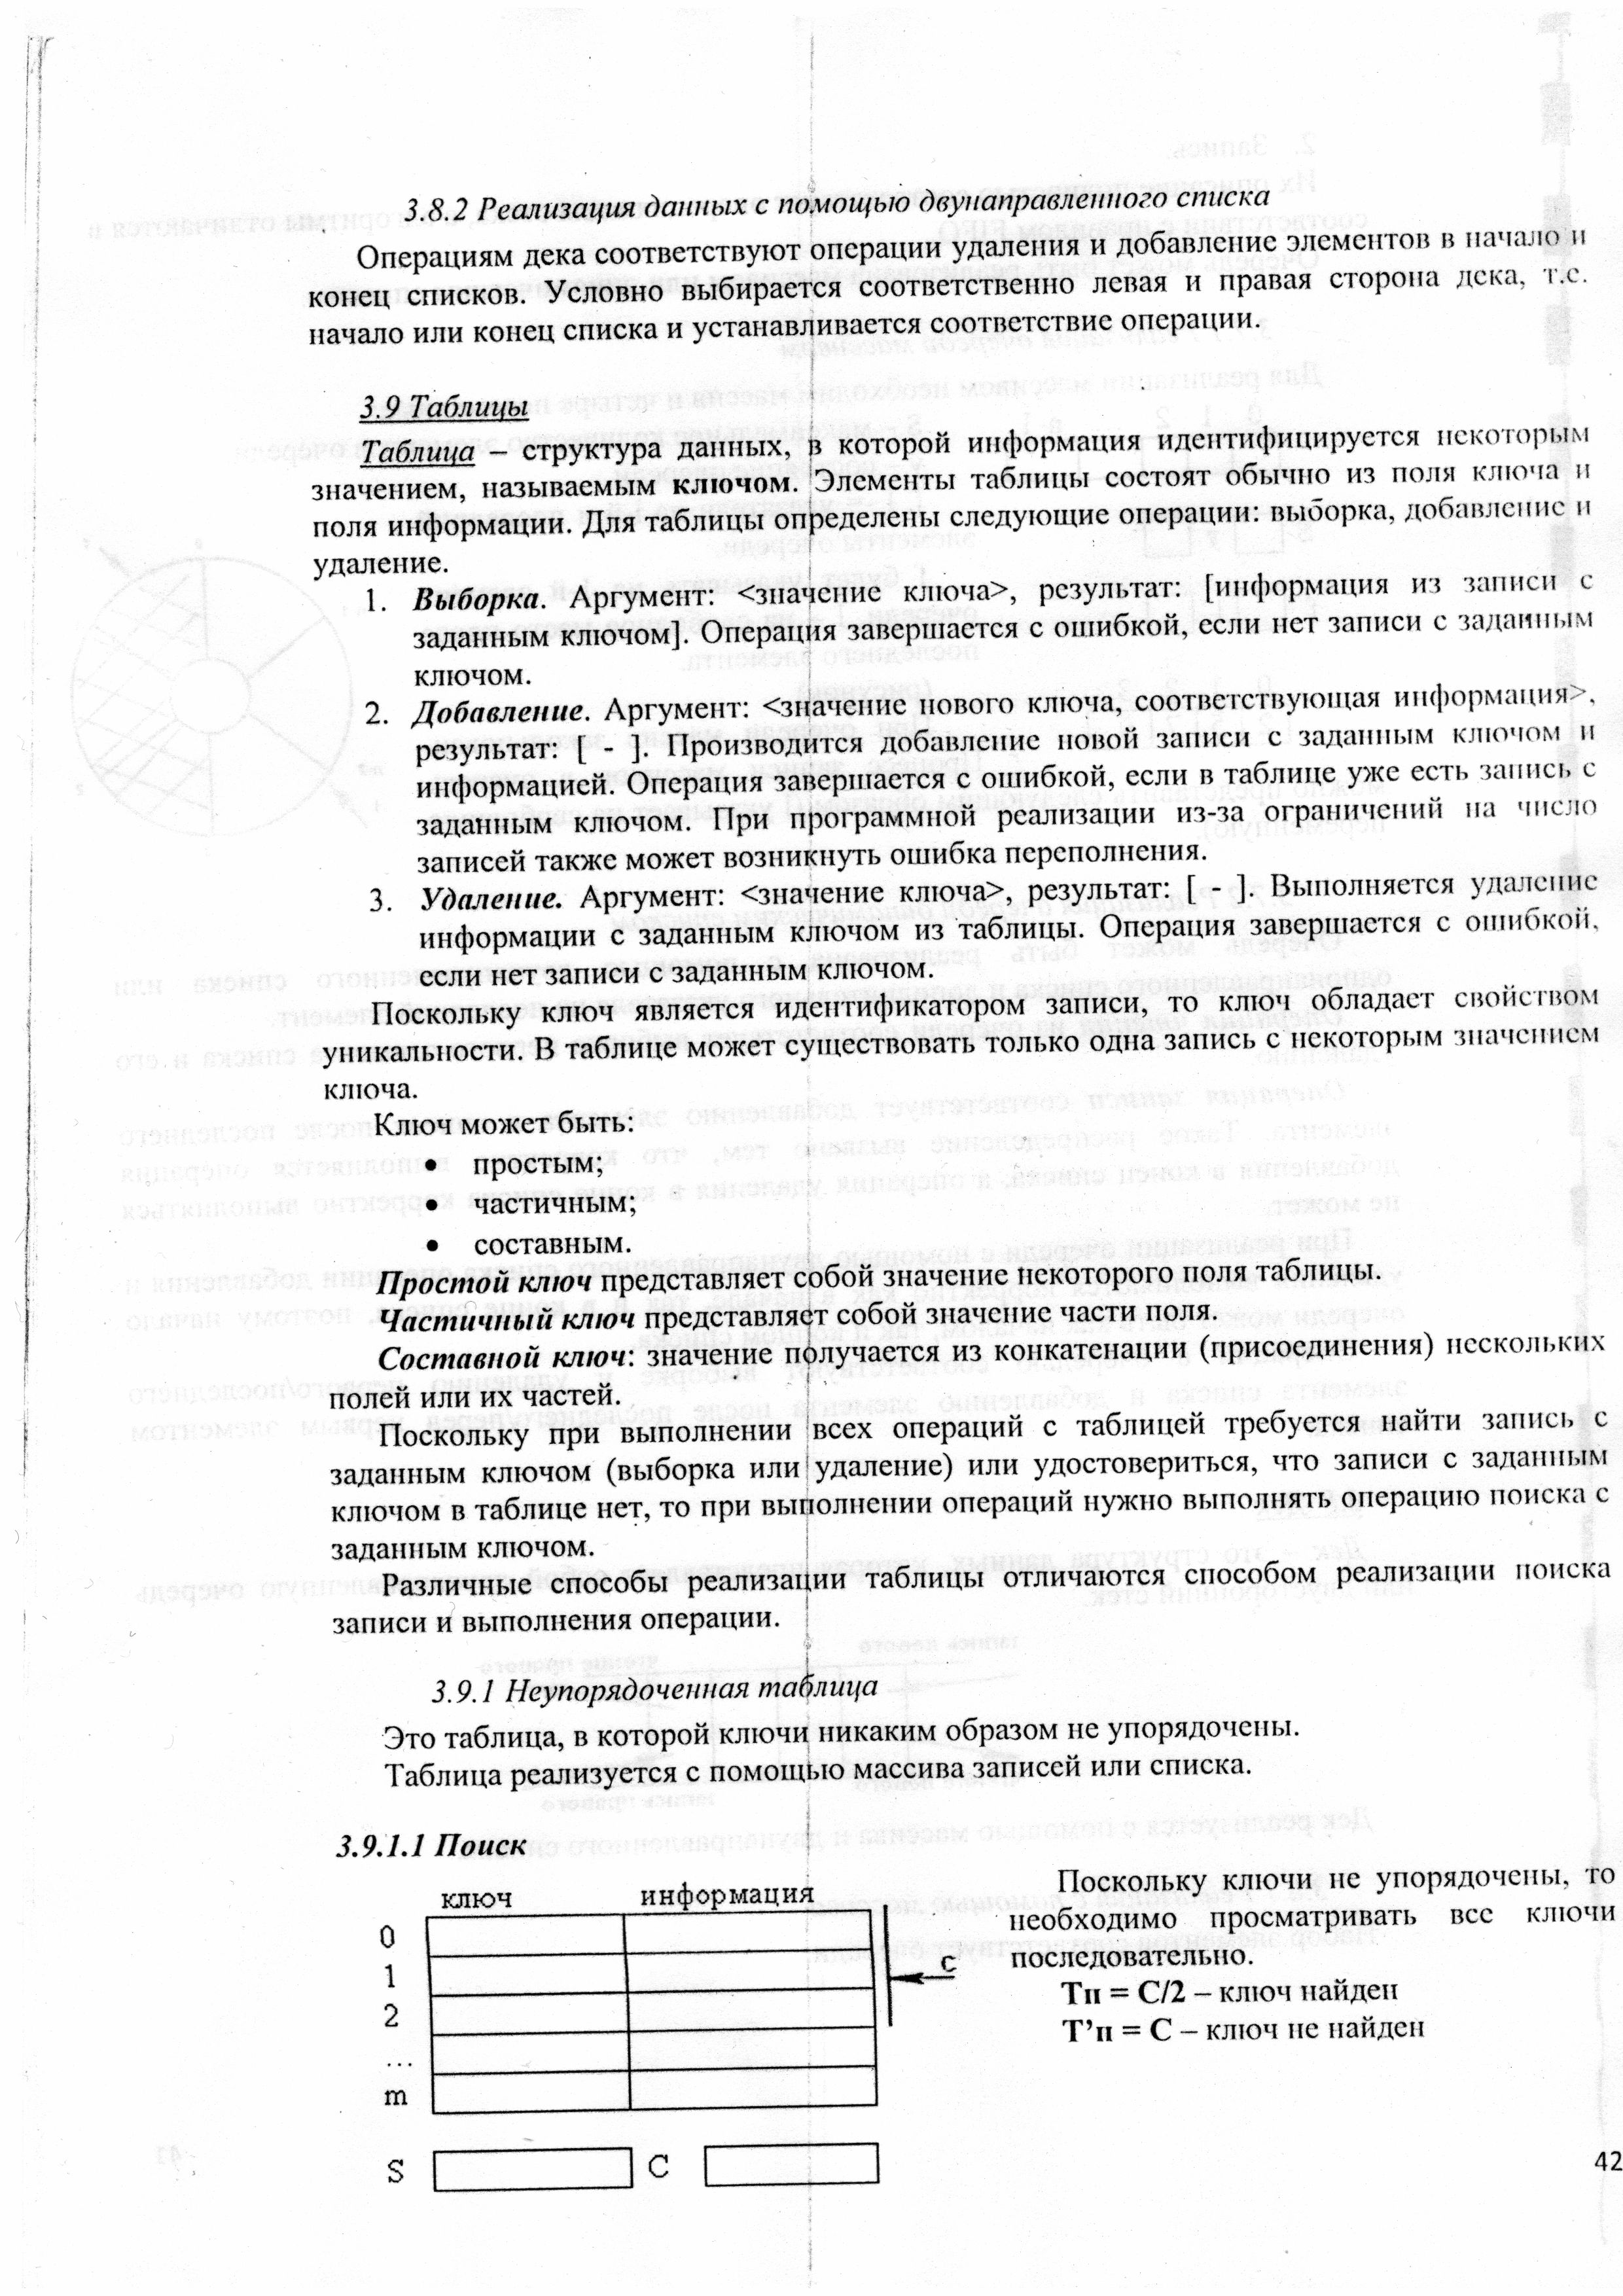 3.8.2 Реализация данных с помощью двунаправленного списка
Операциям дека соответствуют операции удаления и добавление элементов в начало и
конец списков. Условно выбирается соответственно левая и правая сторона дека, т.е.
начало или конец списка и устанавливается соответствие операции.
3.9 Таблицы
Таблица – структура данных, в которой информация идентифицируется некоторым
значением, называемым ключом. Элементы таблицы состоят обычно из поля ключа и
поля информации. Для таблицы определены следующие операции: выборка, добавление и
удаление.
1. Выборка. Аргумент: <значение ключа>, результат: [информация из записи с
заданным ключом]. Операция завершается с ошибкой, если нет записи с заданным
ключом.
2. Добавление. Аргумент: <значение нового ключа, соответствующая информация>,
результат: [ - ]. Производится добавление новой записи с заданным ключом и
информацией. Операция завершается с ошибкой, если в таблице уже есть запись с
заданным ключом. При программной реализации из-за ограничений на число
записей также может возникнуть ошибка переполнения.
3. Удаление. Аргумент: <значение ключа>, результат: [ - ]. Выполняется удаление
информации с заданным ключом из таблицы. Операция завершается с ошибкой,
если нет записи с заданным ключом.
Поскольку ключ является идентификатором записи, то ключ обладает свойством
уникальности. В таблице может существовать только одна запись с некоторым значением
ключа.
Ключ может быть:
• простым;
• частичным;
• составным.
Простой ключ представляет собой значение некоторого поля таблицы.
Частичный ключ представляет собой значение части поля.
Составной ключ: значение получается из конкатенации (присоединения) нескольких
полей или их частей.
Поскольку при выполнении всех операций с таблицей требуется найти запись с
заданным ключом (выборка или удаление) или удостовериться, что записи с заданным
ключом в таблице нет, то при выполнении операций нужно выполнять операцию поиска с
заданным ключом.
Различные способы реализации таблицы отличаются способом реализации поиска
записи и выполнения операции.
3.9.1 Неупорядоченная таблица
Это таблица, в которой ключи никаким образом не упорядочены.
Таблица реализуется с помощью массива записей или списка.
3.9.1.1 Поиск
ключ информация
0
1
2
...
m
c
S C
Поскольку ключи не упорядочены, то
необходимо просматривать все ключи
последовательно.
Тп = С/2 – ключ найден
Т’п = С – ключ не найден
42